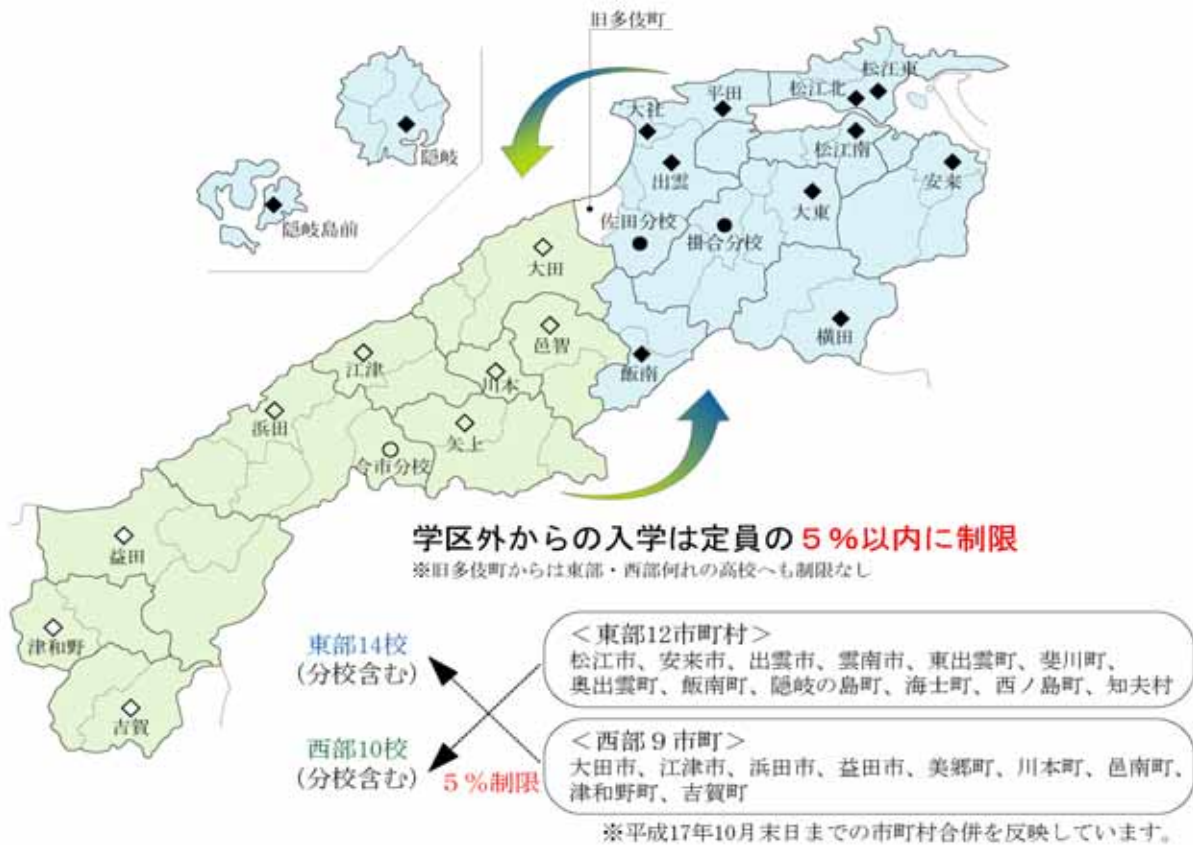 旧多伎町
松江東
松江北
平田
大社
隠岐
松江南
出雲
安来
大東
隠岐島前
佐田分校
掛合分校
大田
横田
邑智
江津
川本
飯南
浜田
矢上
今市分校
益田
津和野
吉賀
学区外からの入学は定員の5%以内に制限
※旧多伎町からは東部・西部何れの高校へも制限なし
東部14校
(分校含む)
<東部12市町村>
松江市、安来市、出雲市、雲南市、東出雲町、斐川町、
奥出雲町、飯南町、隠岐の島町、海士町、西ノ島町、知夫村
西部10校
(分校含む)
5%制限
<西部9市町>
大田市、江津市、浜田市、益田市、美郷町、川本町、邑南町、
津和野町、吉賀町
※平成17年10月末日までの市町村合併を反映しています。